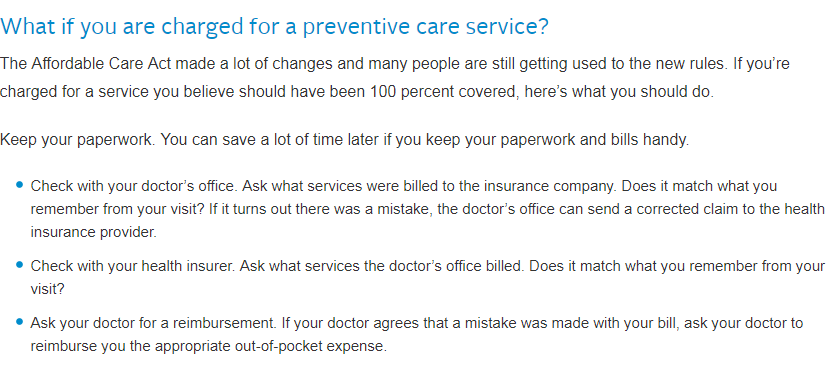 What if you are charged for a preventive care service?
The Affordable Care Act made a lot of changes and many people are still getting used to the new rules. If you’re
charged for a service you believe should have been 100 percent covered, here’s what you should do.
Keep your paperwork. You can save a lot of time later if you keep your paperwork and bills handy.
• Check with your doctor’s office. Ask what services were billed to the insurance company. Does it match what you
remember from your visit? If it turns out there was a mistake, the doctor’s office can send a corrected claim to the health
insurance provider.
• Check with your health insurer. Ask what services the doctor’s office billed. Does it match what you remember from your
visit?
• Ask your doctor for a reimbursement. If your doctor agrees that a mistake was made with your bill, ask your doctor to
reimburse you the appropriate out-of-pocket expense.